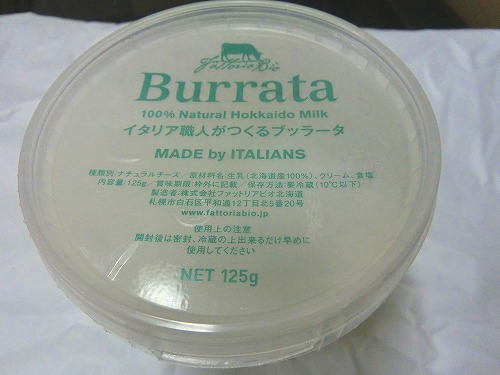 Fattoria Bio
Burrata
100% Natural Hokkaido Milk
イタリア職人がつくるブッラータ
MADE by ITALIANS
種類別:ナチュラルチーズ/原材料名:生乳(北海道産100%)、クリーム、食塩
内容量:125g/賞味期限:枠外に記載/保存方法:要冷蔵(10℃以下)
製造者:株式会社ファットリアビオ北海道
札幌市白石区平和通12丁目北5番20号
www.fattoriabio.jp
使用上の注意
開封後は密封、冷蔵の上出来るだけ早めに
使用してください
NET 125g